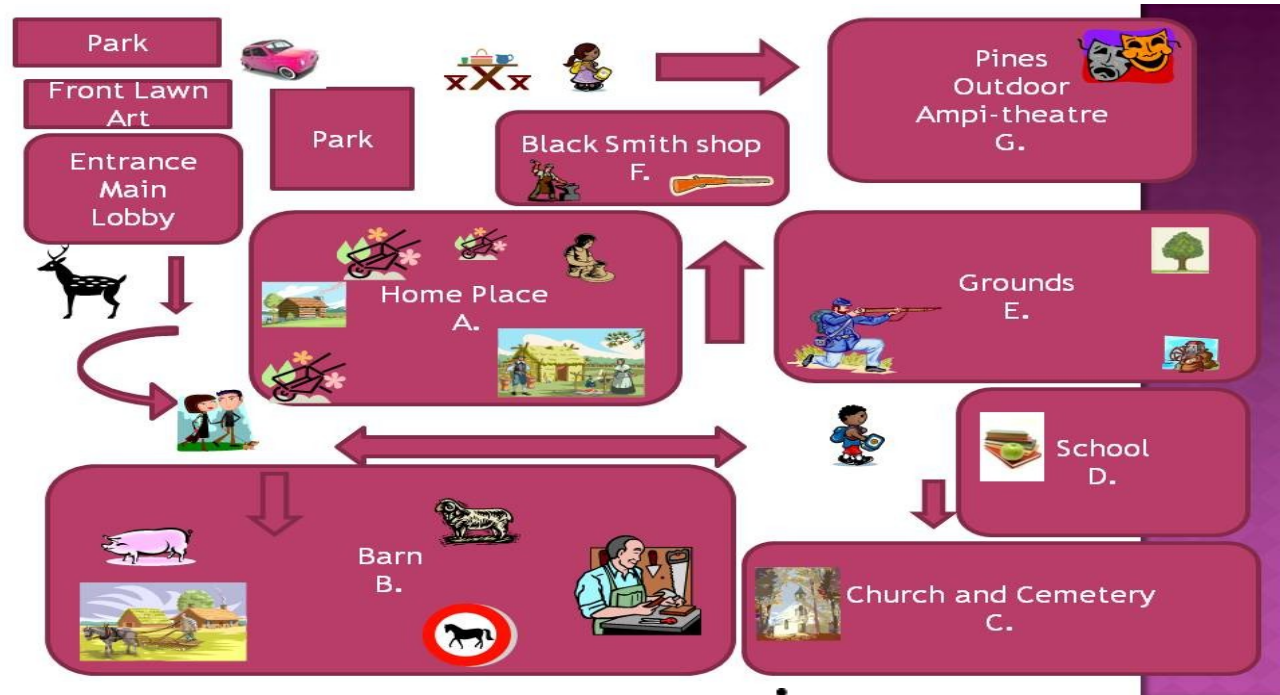 Park
Front Lawn
Art
Entrance
Main
Lobby
Park
Black Smith shop
F.
Pines
Outdoor
Ampi-theatre
G.
Home Place
A.
Grounds
E.
School
D.
Barn
B.
Church and Cemetery
C.